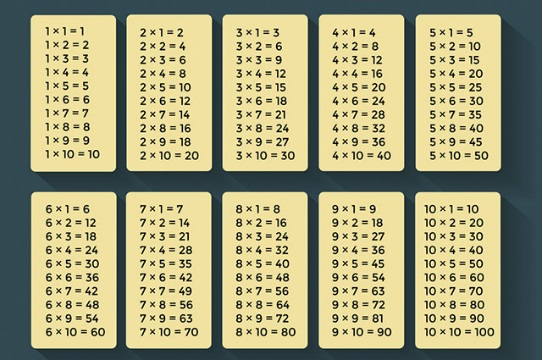 1 × 1 = 1
1 × 2 = 2
1 × 3 = 3
1 × 4 = 4
1 × 5 = 5
1 × 6 = 6
1 × 7 = 7
1 × 8 = 8
1 × 9 = 9
1 × 10 = 10
2 × 1 = 2
2 × 2 = 4
2 × 3 = 6
2 × 4 = 8
2 × 5 = 10
2 × 6 = 12
2 × 7 = 14
2 × 8 = 16
2 × 9 = 18
2 × 10 = 20
3 × 1 = 3
3 × 2 = 6
3 × 3 = 9
3 × 4 = 12
3 × 5 = 15
3 × 6 = 18
3 × 7 = 21
3 × 8 = 24
3 × 9 = 27
3 × 10 = 30
4 × 1 = 4
4 × 2 = 8
4 × 3 = 12
4 × 4 = 16
4 × 5 = 20
4 × 6 = 24
4 × 7 = 28
4 × 8 = 32
4 × 9 = 36
4 × 10 = 40
5 × 1 = 5
5 × 2 = 10
5 × 3 = 15
5 × 4 = 20
5 × 5 = 25
5 × 6 = 30
5 × 7 = 35
5 × 8 = 40
5 × 9 = 45
5 × 10 = 50
6 × 1 = 6
6 × 2 = 12
6 × 3 = 18
6 × 4 = 24
6 × 5 = 30
6 × 6 = 36
6 × 7 = 42
6 × 8 = 48
6 × 9 = 54
6 × 10 = 60
7 × 1 = 7
7 × 2 = 14
7 × 3 = 21
7 × 4 = 28
7 × 5 = 35
7 × 6 = 42
7 × 7 = 49
7 × 8 = 56
7 × 9 = 63
7 × 10 = 70
8 × 1 = 8
8 × 2 = 16
8 × 3 = 24
8 × 4 = 32
8 × 5 = 40
8 × 6 = 48
8 × 7 = 56
8 × 8 = 64
8 × 9 = 72
8 × 10 = 80
9 × 1 = 9
9 × 2 = 18
9 × 3 = 27
9 × 4 = 36
9 × 5 = 45
9 × 6 = 54
9 × 7 = 63
9 × 8 = 72
9 × 9 = 81
9 × 10 = 90
10 × 1 = 10
10 × 2 = 20
10 × 3 = 30
10 × 4 = 40
10 × 5 = 50
10 × 6 = 60
10 × 7 = 70
10 × 8 = 80
10 × 9 = 90
10 × 10 = 100